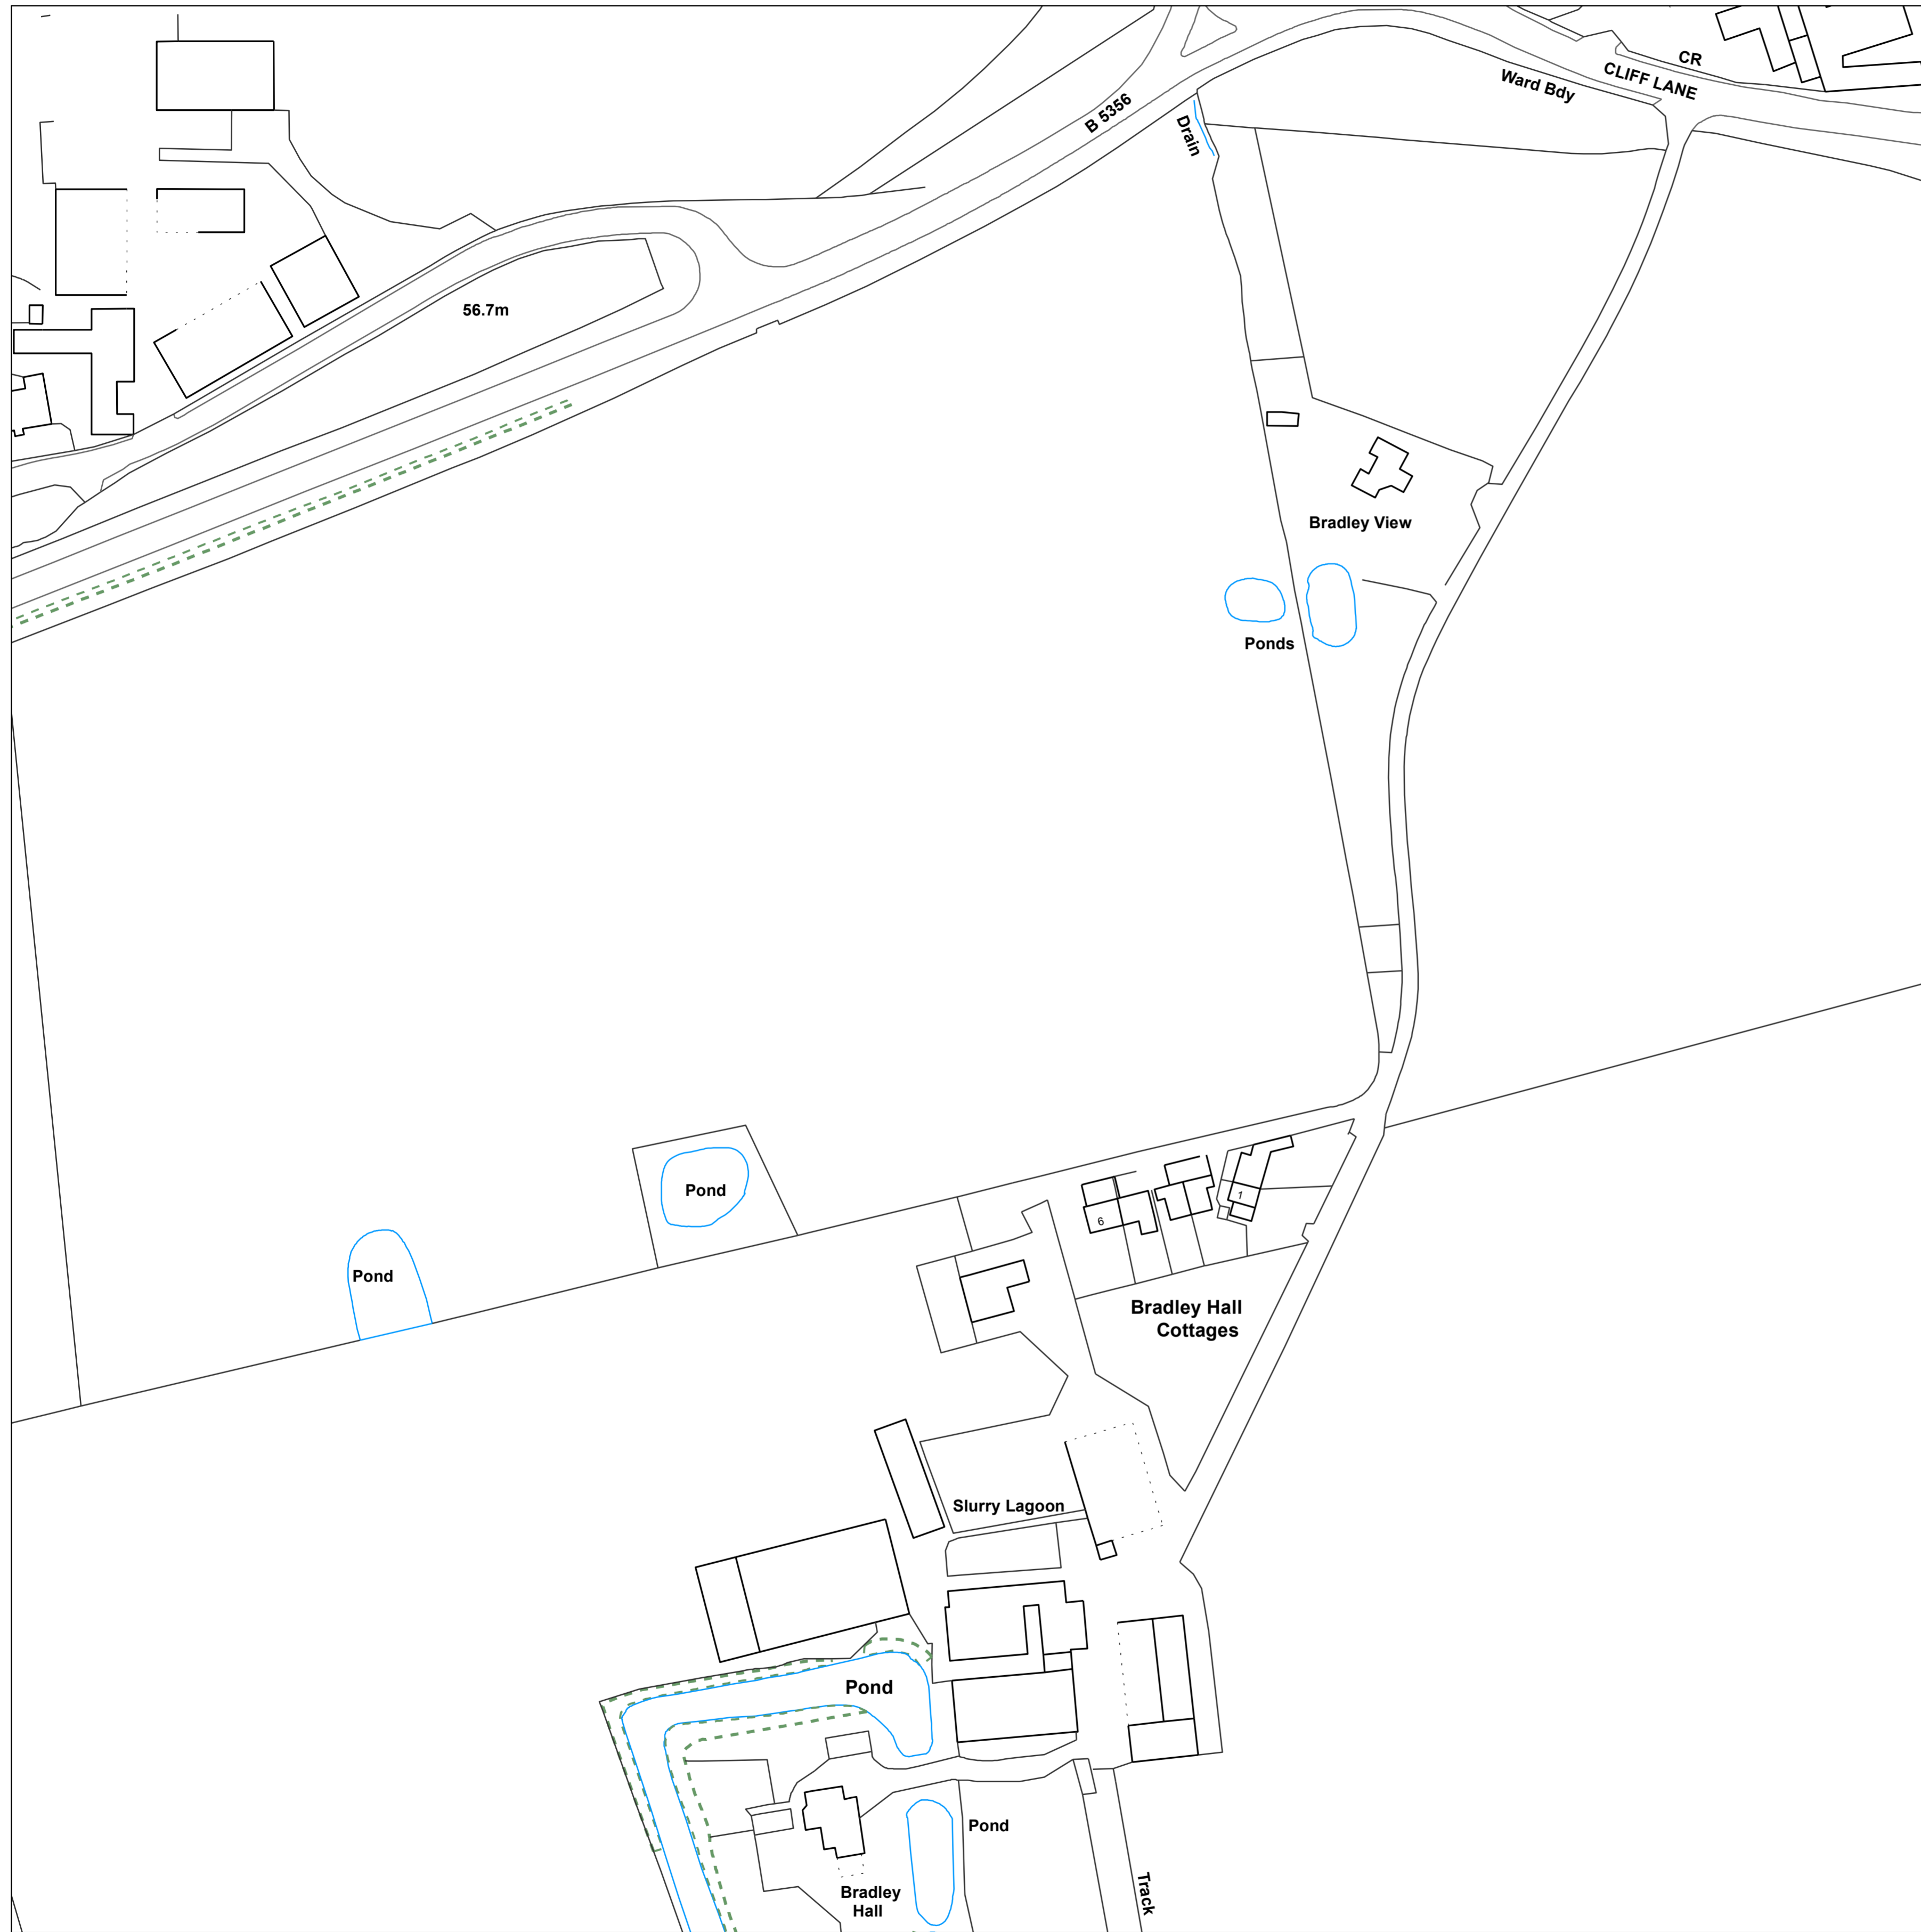 CR
CLIFF LANE
Ward Bdy
B 5356
Drain
56.7m
Bradley View
Ponds
Pond
Pond
1
6
Bradley Hall
Cottages
Slurry Lagoon
Pond
Pond
Bradley
Hall
Track